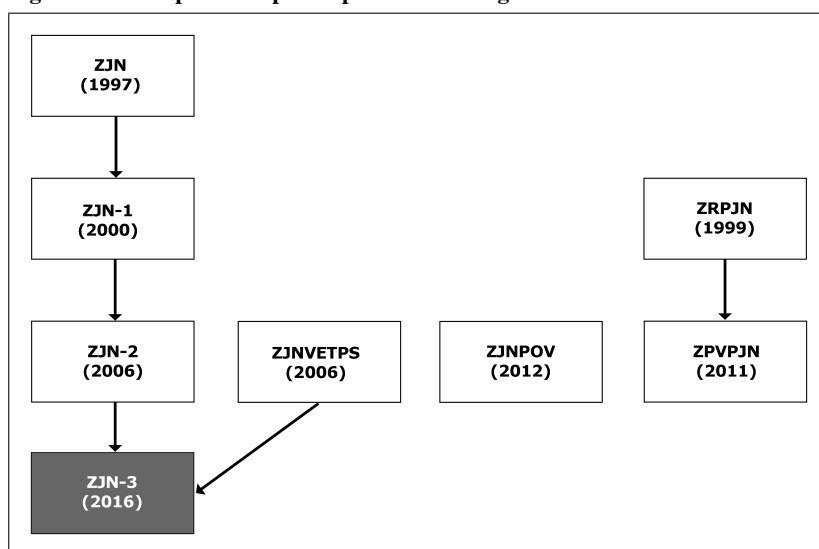 ZJN
(1997)
ZJN-1
(2000)
ZRPJN
(1999)
ZJN-2
(2006)
ZJNVETPS
(2006)
ZJNPOV
(2012)
ZPVPJN
(2011)
ZJN-3
(2016)